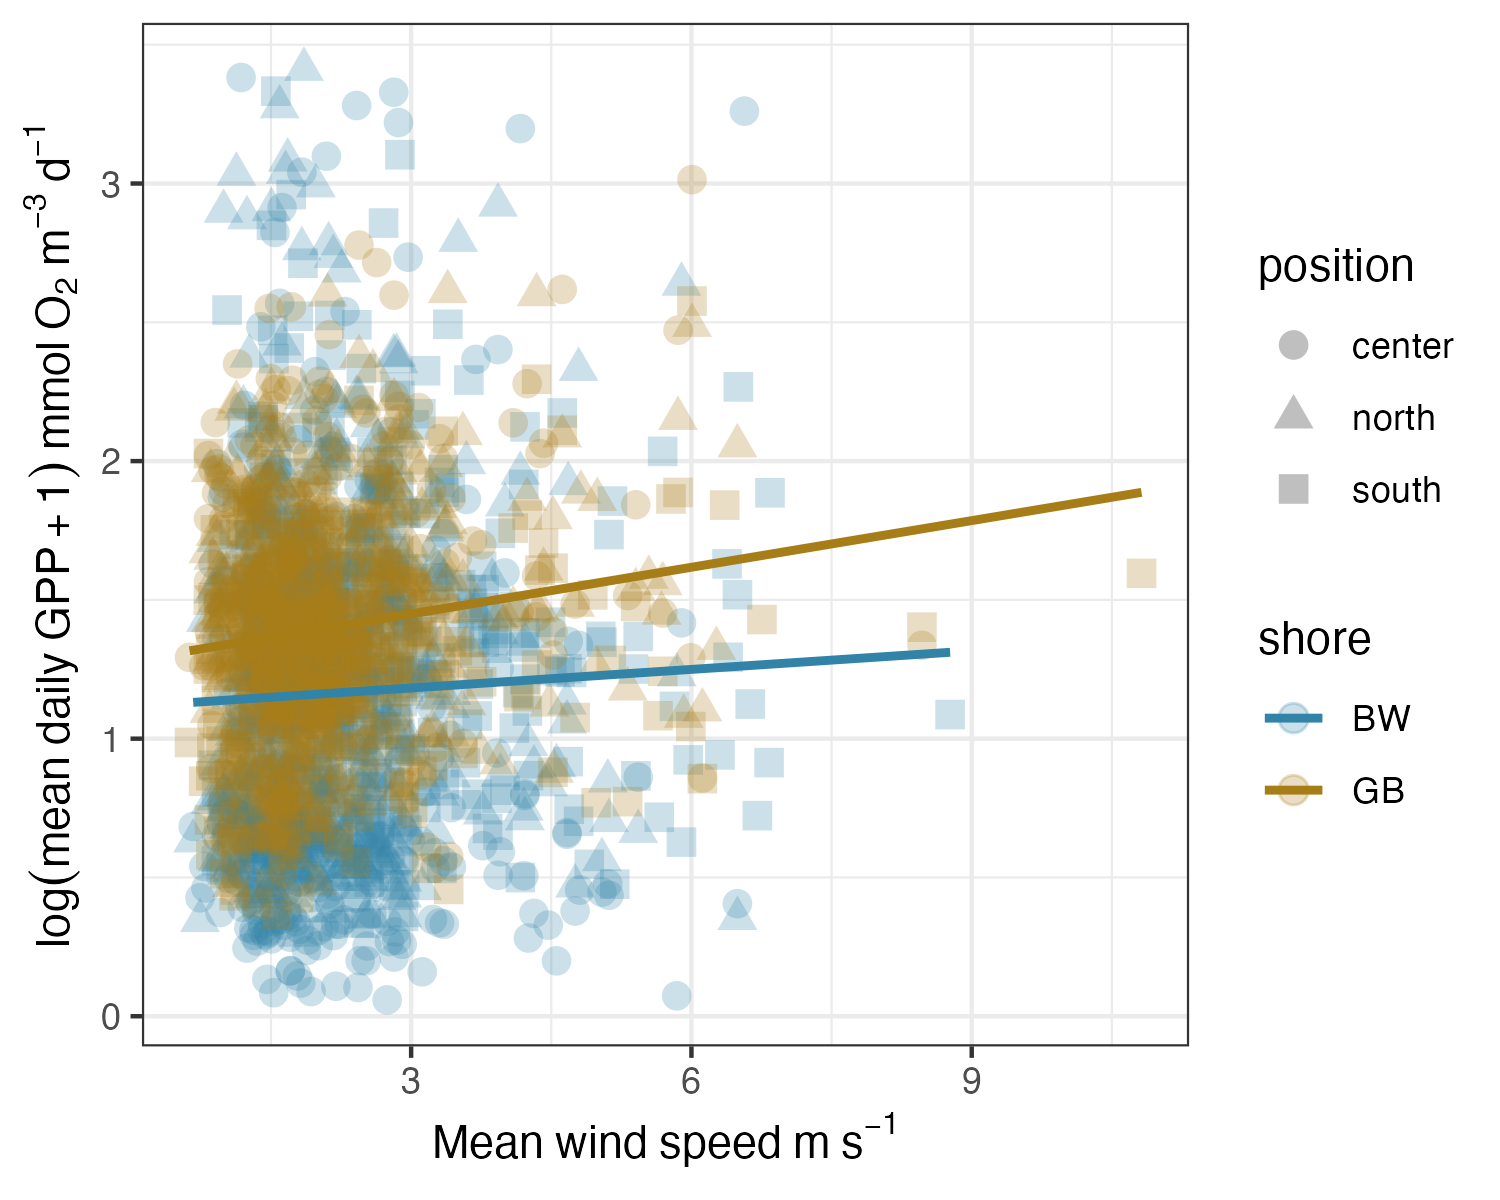 log(mean daily GPP + 1) mmol O₂ m⁻³ d⁻¹
3
2
1
0
3 6 9
Mean wind speed m s⁻¹
position
center
north
south
shore
BW
GB